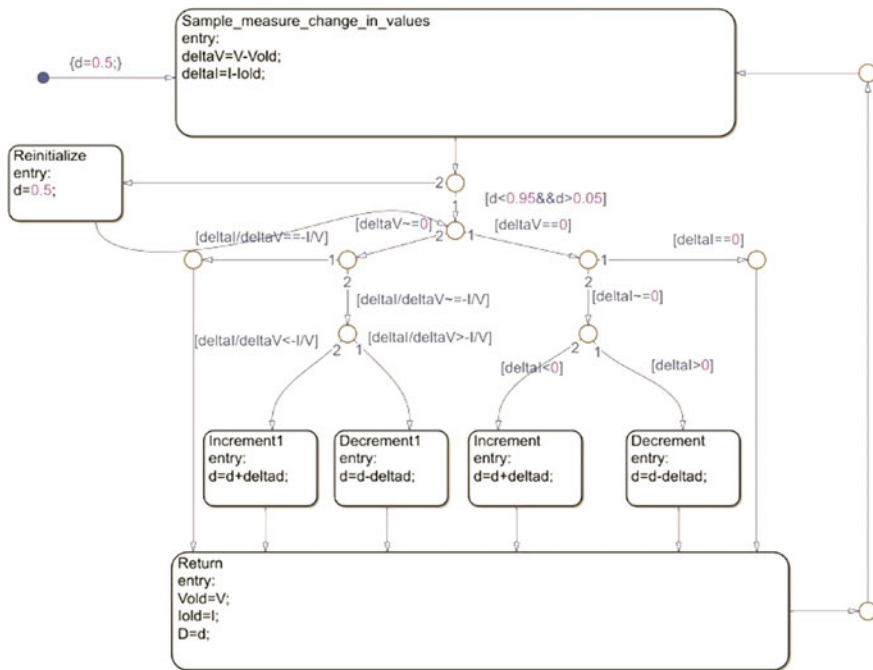 Sample_measure_change_in_values
entry:
deltaV=V-Vold;
deltaI=I-Iold;
{d=0.5;}
Reinitialize
entry:
d=0.5;
2
1
[d<0.95&&d>0.05]
[deltaV~=0]
[deltaV==0]
2
1
[deltaI/deltaV==-I/V]
[deltaI==0]
1
2
1
2
[deltaI/deltaV~=-I/V]
[deltaI~=0]
[deltaI/deltaV<-I/V]
[deltaI/deltaV>-I/V]
2
1
2
1
[deltaI<0]
[deltaI>0]
Increment1
entry:
d=d+deltad;
Decrement1
entry:
d=d-deltad;
Increment
entry:
d=d+deltad;
Decrement
entry:
d=d-deltad;
Return
entry:
Vold=V;
Iold=I;
D=d;